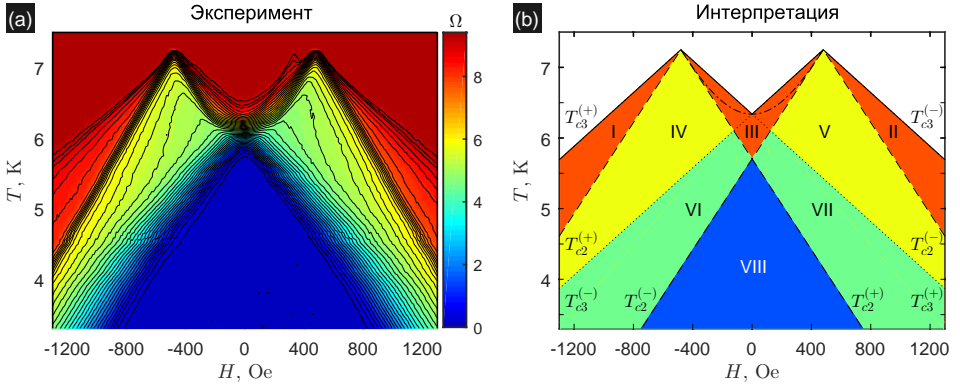 (a) Эксперимент
Ω
7
6
5
4
T, K
-1200 -800 -400 0 400 800 1200
H, Oe
8
6
4
2
0
(b) Интерпретация
7
6
5
4
T, K
T_{c3}^{(+)} I IV III V II T_{c3}^{(-)}
T_{c2}^{(+)} VI VII T_{c2}^{(-)}
VIII
T_{c3}^{(-)} T_{c2}^{(-)} T_{c2}^{(+)} T_{c3}^{(+)}
-1200 -800 -400 0 400 800 1200
H, Oe